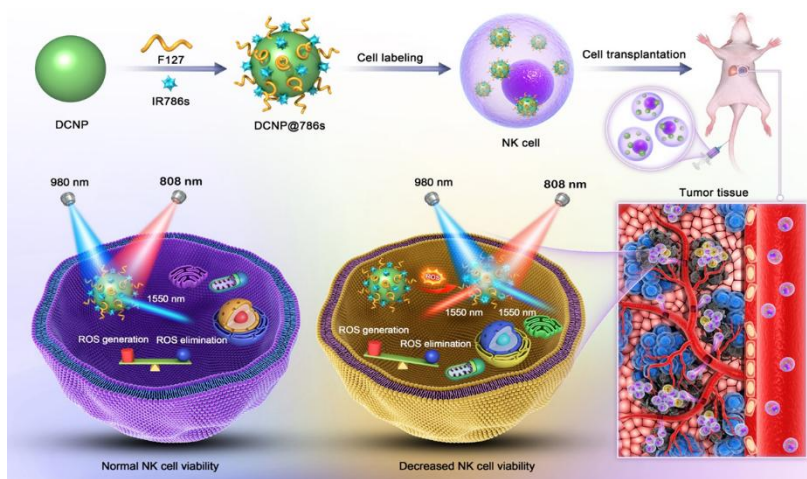 F127
IR786s
DCNP
DCNP@786s
Cell labeling
NK cell
Cell transplantation
Tumor tissue
980 nm
808 nm
1550 nm
ROS generation
ROS elimination
Normal NK cell viability
980 nm
808 nm
ROS
1550 nm
1550 nm
ROS generation
ROS elimination
Decreased NK cell viability